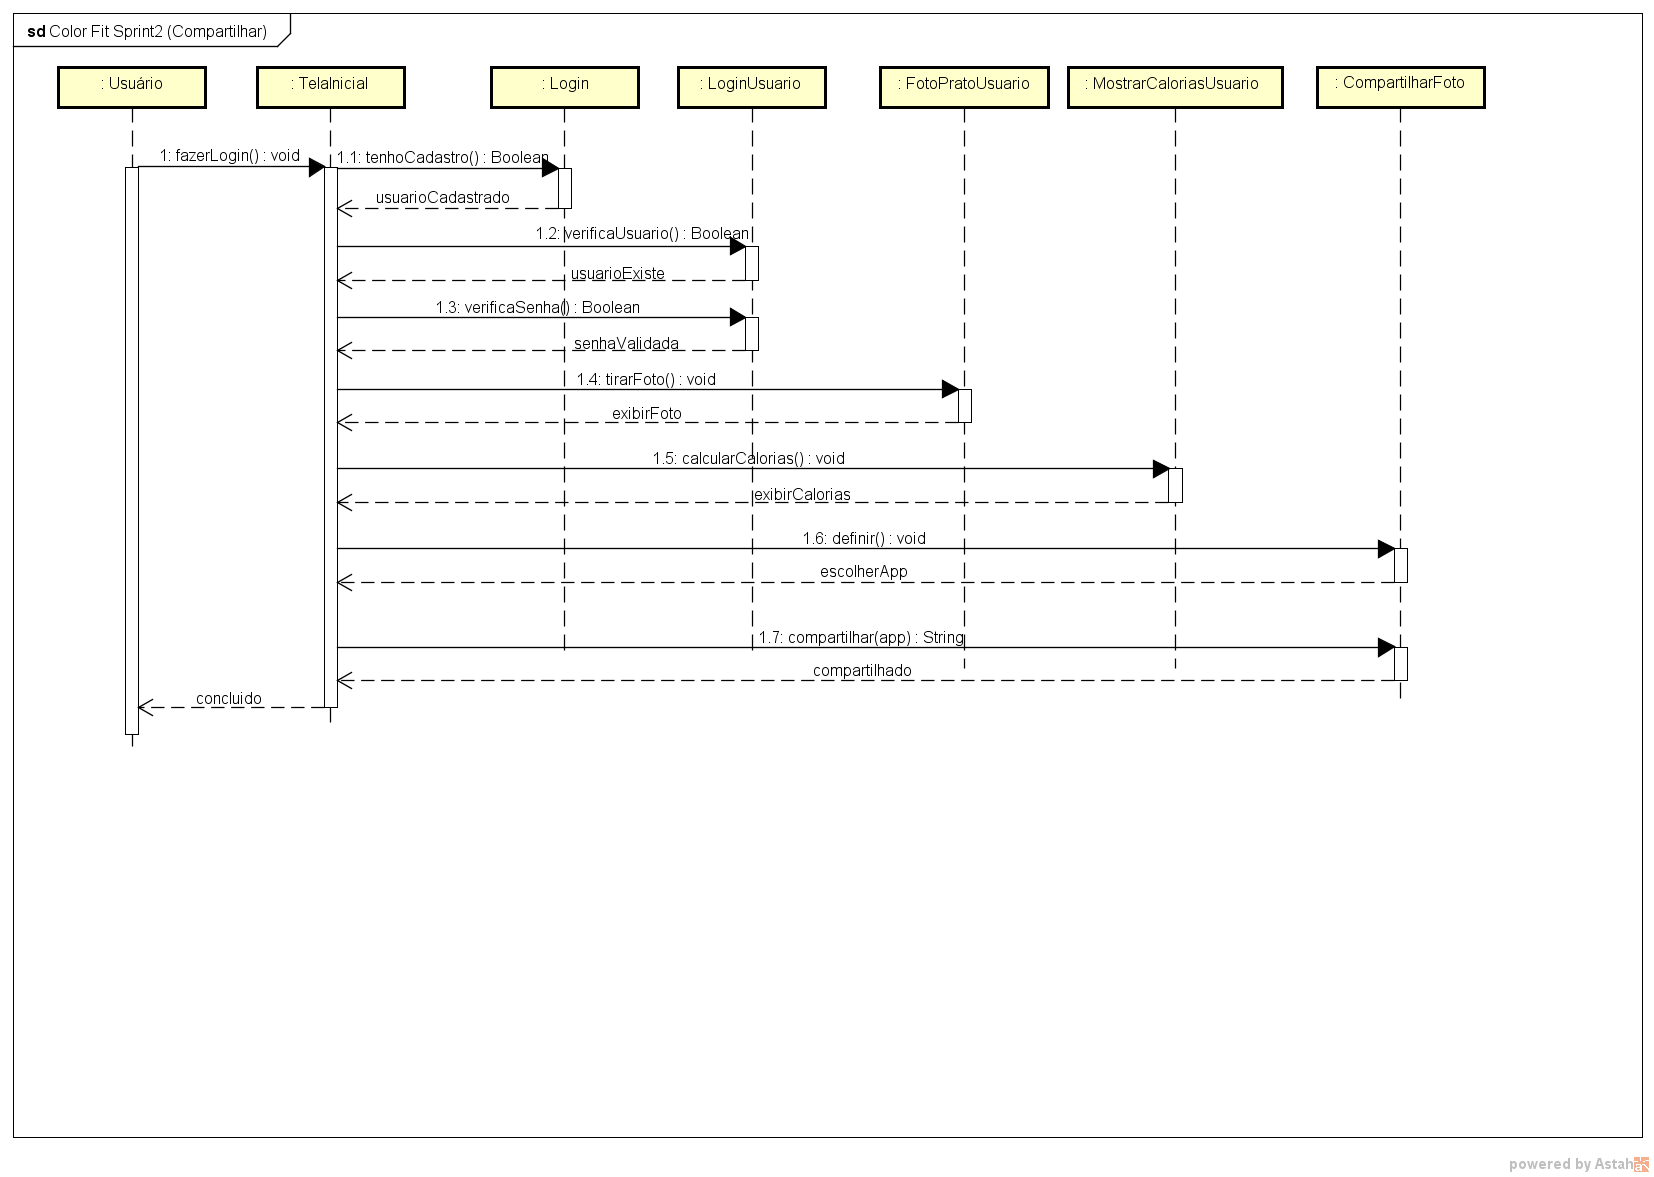 sd Color Fit Sprint2 (Compartilhar)
: Usuário
: TelaInicial
: Login
: LoginUsuario
: FotoPratoUsuario
: MostrarCaloriasUsuario
: CompartilharFoto
1: fazerLogin() : void
1.1: tenhoCadastro() : Boolean
usuarioCadastrado
1.2: verificaUsuario() : Boolean
usuarioExiste
1.3: verificaSenha() : Boolean
senhaValidada
1.4: tirarFoto() : void
exibirFoto
1.5: calcularCalorias() : void
exibirCalorias
1.6: definir() : void
escolherApp
1.7: compartilhar(app) : String
compartilhado
concluido
powered by Astah